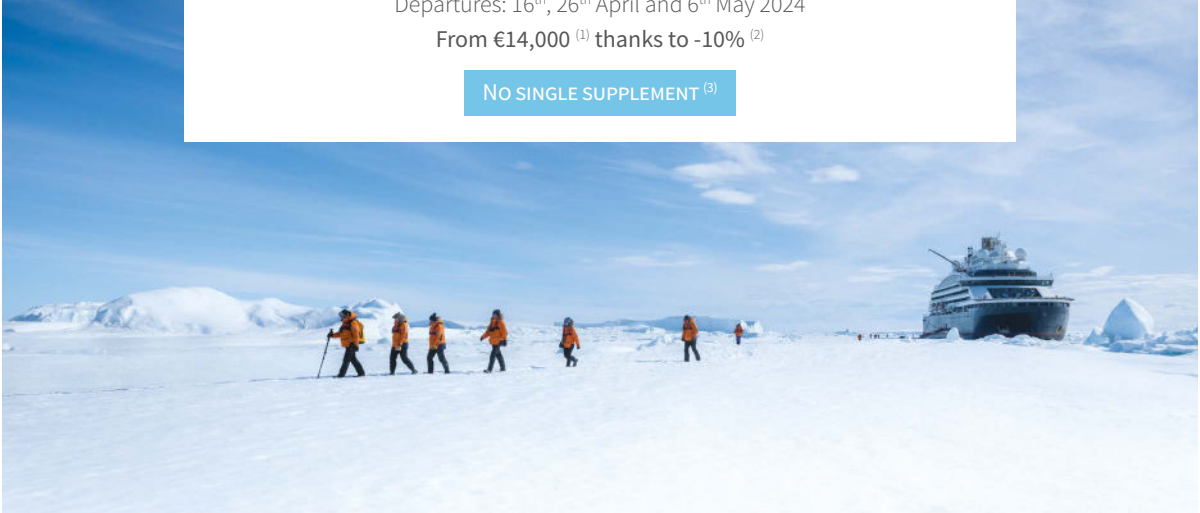 Departures: 16th, 26th April and 6th May 2024
From €14,000 (1) thanks to -10% (2)
No single supplement (3)